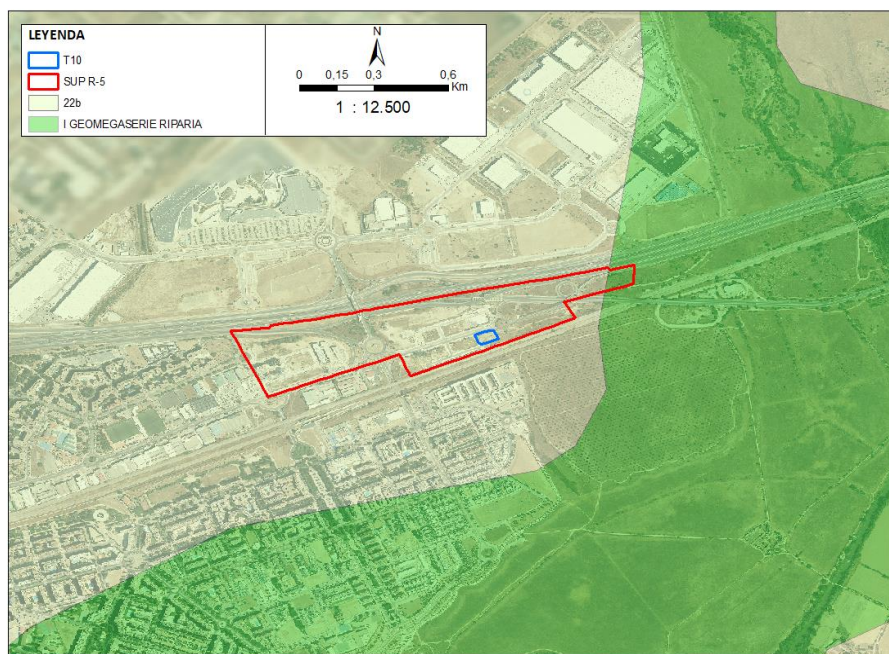 LEYENDA
T10
SUP R-5
22b
I GEOMEGASERIE RIPARIA
N
0 0,15 0,3 0,6
Km
1 : 12.500